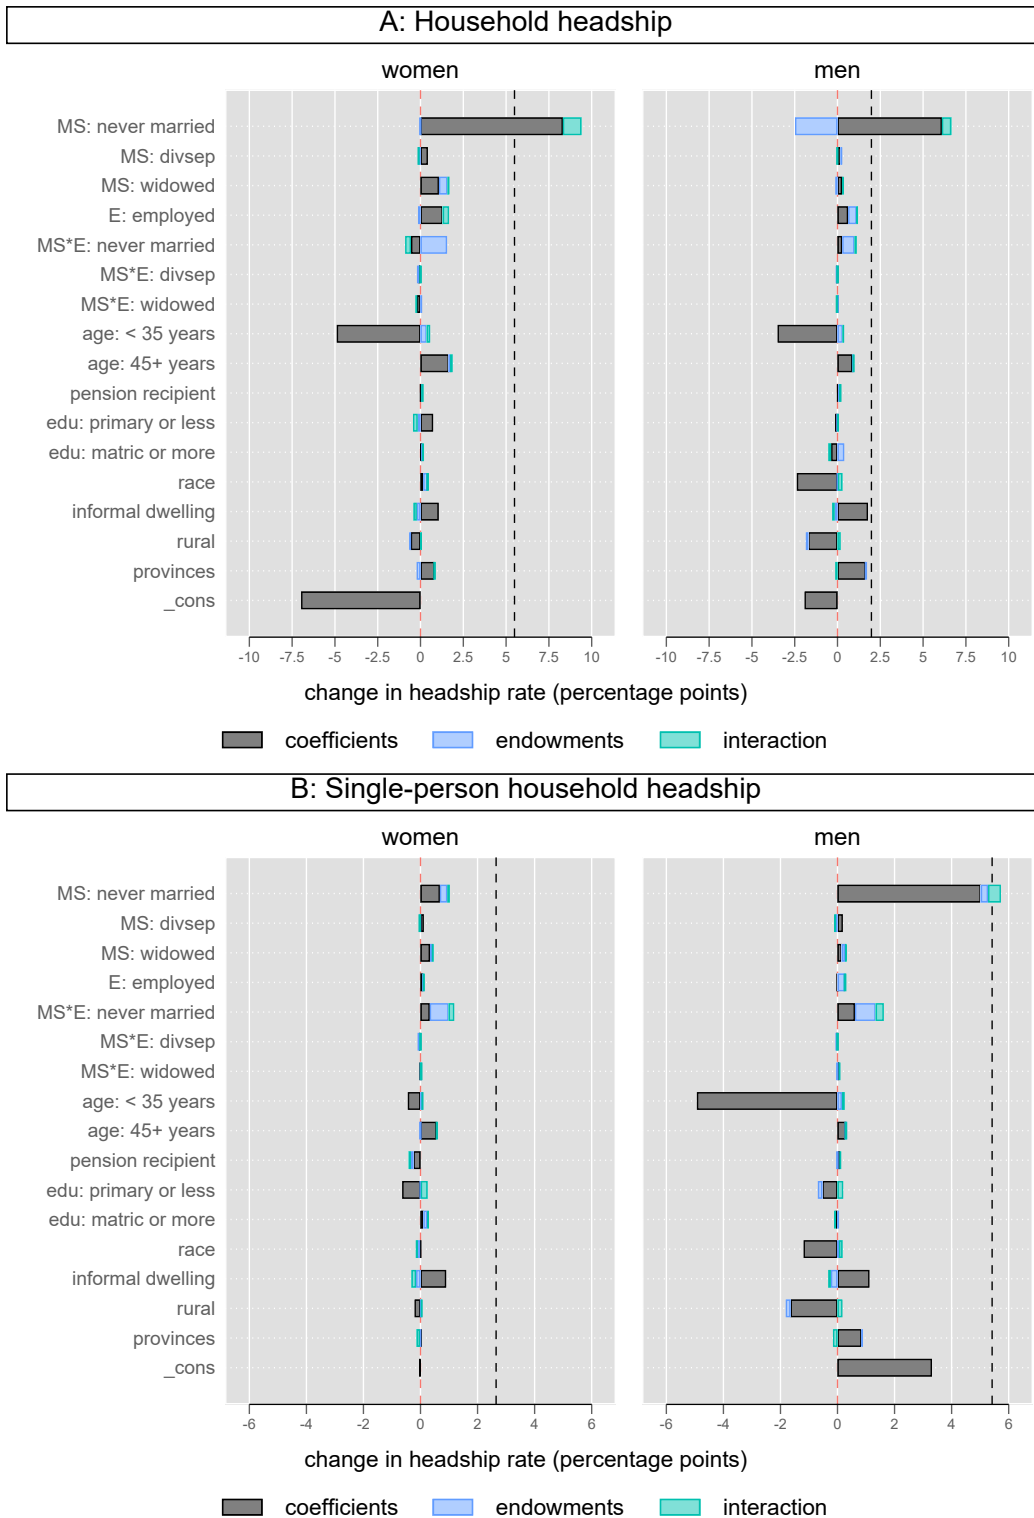 A: Household headship
women
men
MS: never married
MS: divsep
MS: widowed
E: employed
MS*E: never married
MS*E: divsep
MS*E: widowed
age: < 35 years
age: 45+ years
pension recipient
edu: primary or less
edu: matric or more
race
informal dwelling
rural
provinces
_cons
-10 -7.5 -5 -2.5 0 2.5 5 7.5 10
-10 -7.5 -5 -2.5 0 2.5 5 7.5 10
change in headship rate (percentage points)
coefficients endowments interaction
B: Single-person household headship
women
men
MS: never married
MS: divsep
MS: widowed
E: employed
MS*E: never married
MS*E: divsep
MS*E: widowed
age: < 35 years
age: 45+ years
pension recipient
edu: primary or less
edu: matric or more
race
informal dwelling
rural
provinces
_cons
-6 -4 -2 0 2 4 6
-6 -4 -2 0 2 4 6
change in headship rate (percentage points)
coefficients endowments interaction